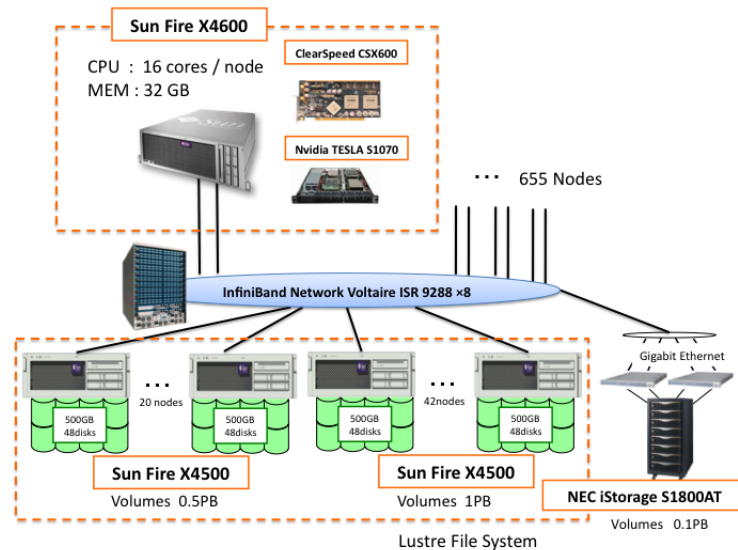 Sun Fire X4600
ClearSpeed CSX600
CPU : 16 cores / node
MEM : 32 GB
Sun
Nvidia TESLA S1070
··· 655 Nodes
InfiniBand Network Voltaire ISR 9288 ×8
Gigabit Ethernet
··· 20 nodes
··· 42nodes
500GB
48disks
500GB
48disks
500GB
48disks
500GB
48disks
Sun Fire X4500
Sun Fire X4500
Volumes 0.5PB
Volumes 1PB
NEC iStorage S1800AT
Volumes 0.1PB
Lustre File System